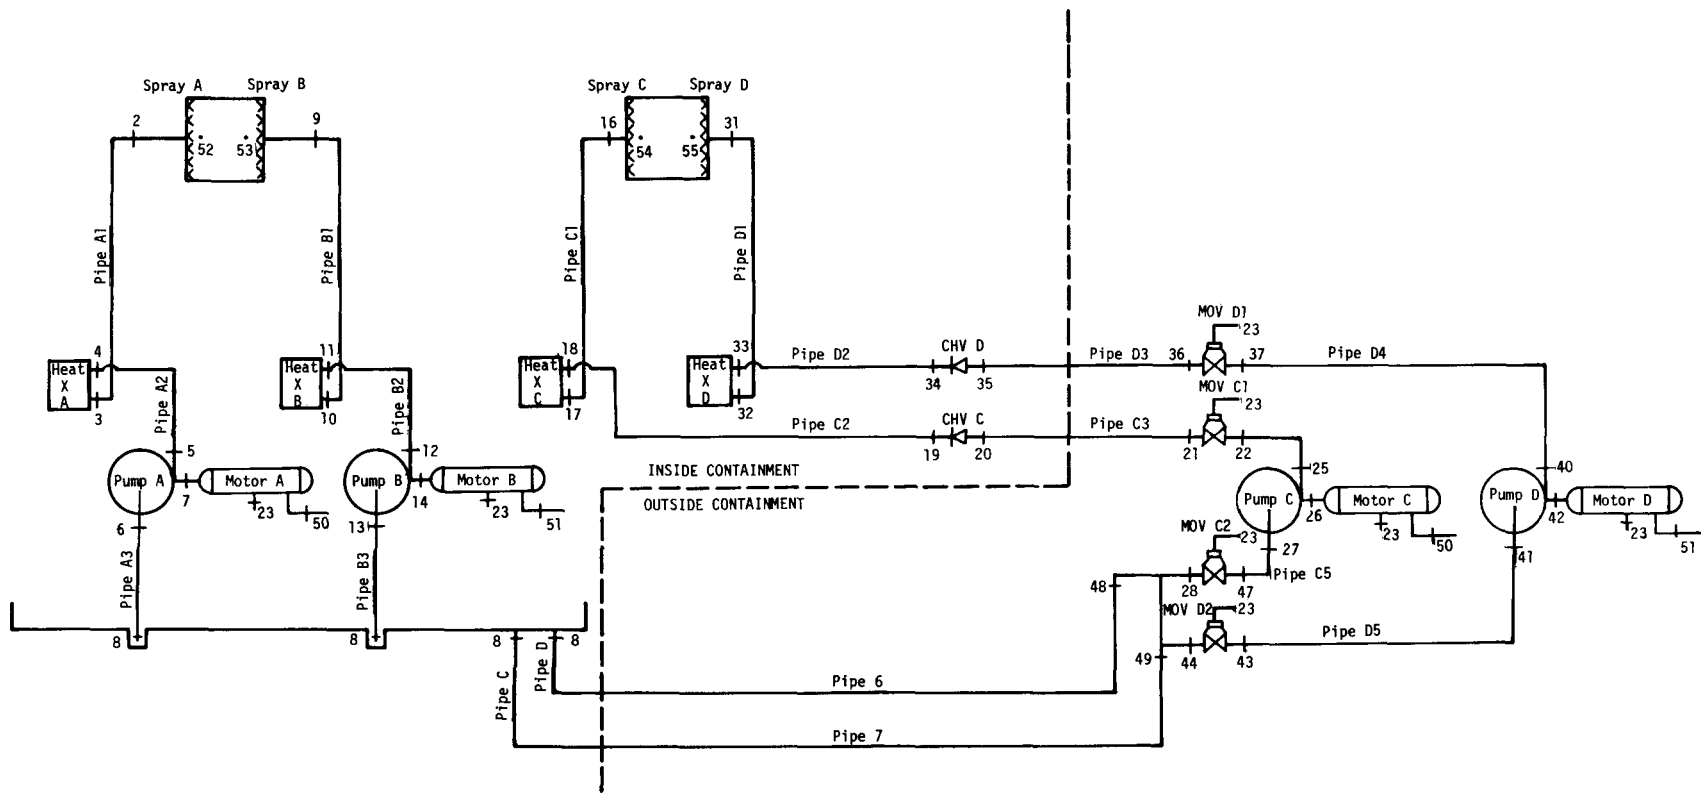 Spray A Spray B Spray C Spray D
2 9 16 31
52 53 54 55
Pipe A1 Pipe B1 Pipe C1 Pipe D1
MOV D1
23
4 11 18 33 Pipe D2 CHV D Pipe D3 36 37 Pipe D4
34 35
Heat X A
Heat X B
Heat X C
Heat X D
3 10 17 32
MOV C1
23
Pipe A2 Pipe B2 Pipe C2 CHV C Pipe C3
19 20 21 22
5 12 25 40
INSIDE CONTAINMENT
OUTSIDE CONTAINMENT
Pump A Motor A Pump B Motor B Pump C Motor C Pump D Motor D
7 14 26 42
23 50 23 51 23 50 23 51
6 13 27 41
MOV C2
23
Pipe A3 Pipe B3
48 28 47 Pipe C5
MOV D2 23
8 8 8 8
Pipe C Pipe D
49 44 43 Pipe D5
Pipe 6
Pipe 7